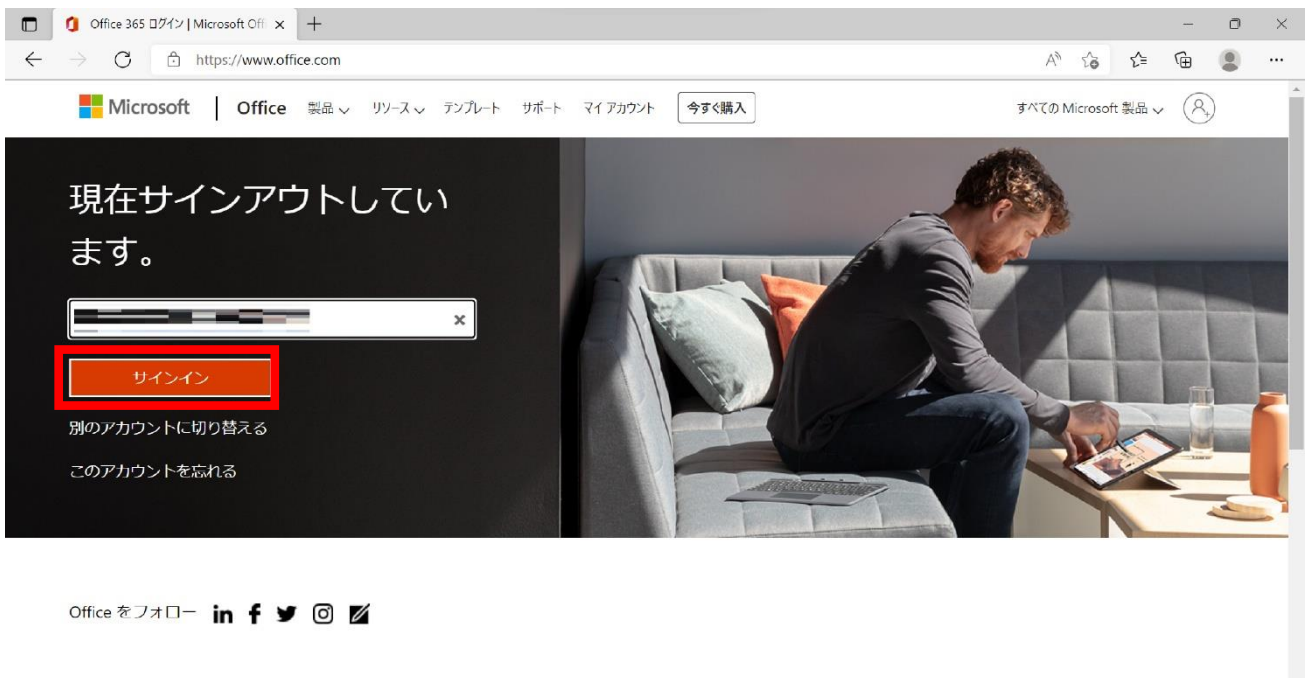 Office 365 ログイン | Microsoft Off
https://www.office.com
Microsoft | Office 製品 リソース テンプレート サポート マイ アカウント 今すぐ購入 すべての Microsoft 製品
現在サインアウトしてい
ます。
サインイン
別のアカウントに切り替える
このアカウントを忘れる
Office をフォロー